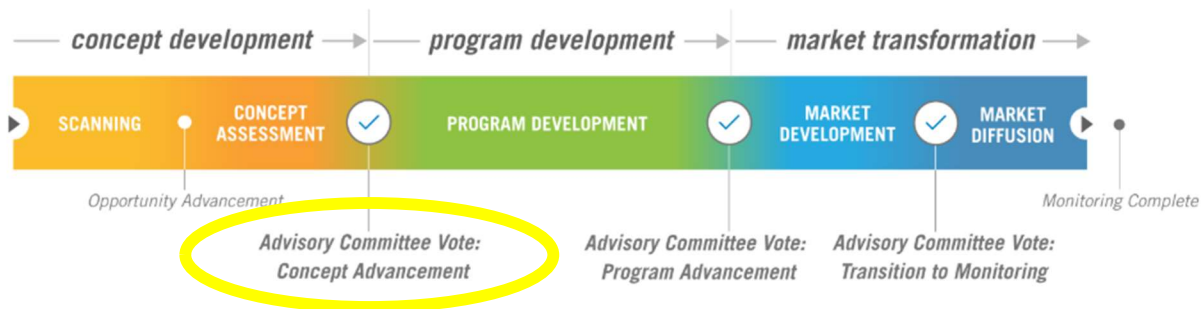 concept development
program development
market transformation
SCANNING
CONCEPT
ASSESSMENT
PROGRAM DEVELOPMENT
MARKET
DEVELOPMENT
MARKET
DIFFUSION
Opportunity Advancement
Monitoring Complete
Advisory Committee Vote:
Concept Advancement
Advisory Committee Vote:
Program Advancement
Advisory Committee Vote:
Transition to Monitoring